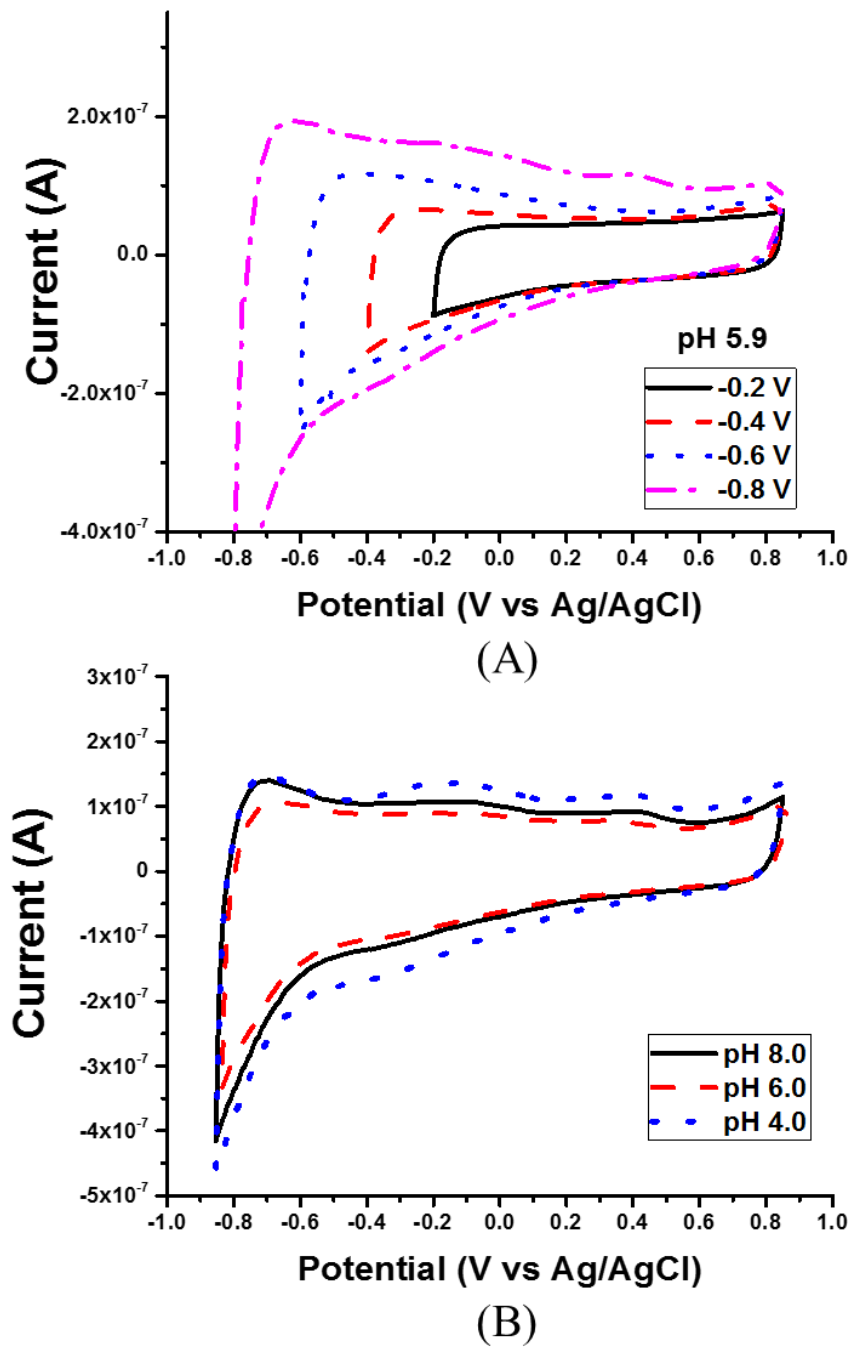 2.0x10⁻⁷
0.0
-2.0x10⁻⁷
-4.0x10⁻⁷
Current (A)
pH 5.9
-0.2 V
-0.4 V
-0.6 V
-0.8 V
-1.0 -0.8 -0.6 -0.4 -0.2 0.0 0.2 0.4 0.6 0.8 1.0
Potential (V vs Ag/AgCl)
(A)
3x10⁻⁷
2x10⁻⁷
1x10⁻⁷
0
-1x10⁻⁷
-2x10⁻⁷
-3x10⁻⁷
-4x10⁻⁷
-5x10⁻⁷
Current (A)
pH 8.0
pH 6.0
pH 4.0
-1.0 -0.8 -0.6 -0.4 -0.2 0.0 0.2 0.4 0.6 0.8 1.0
Potential (V vs Ag/AgCl)
(B)